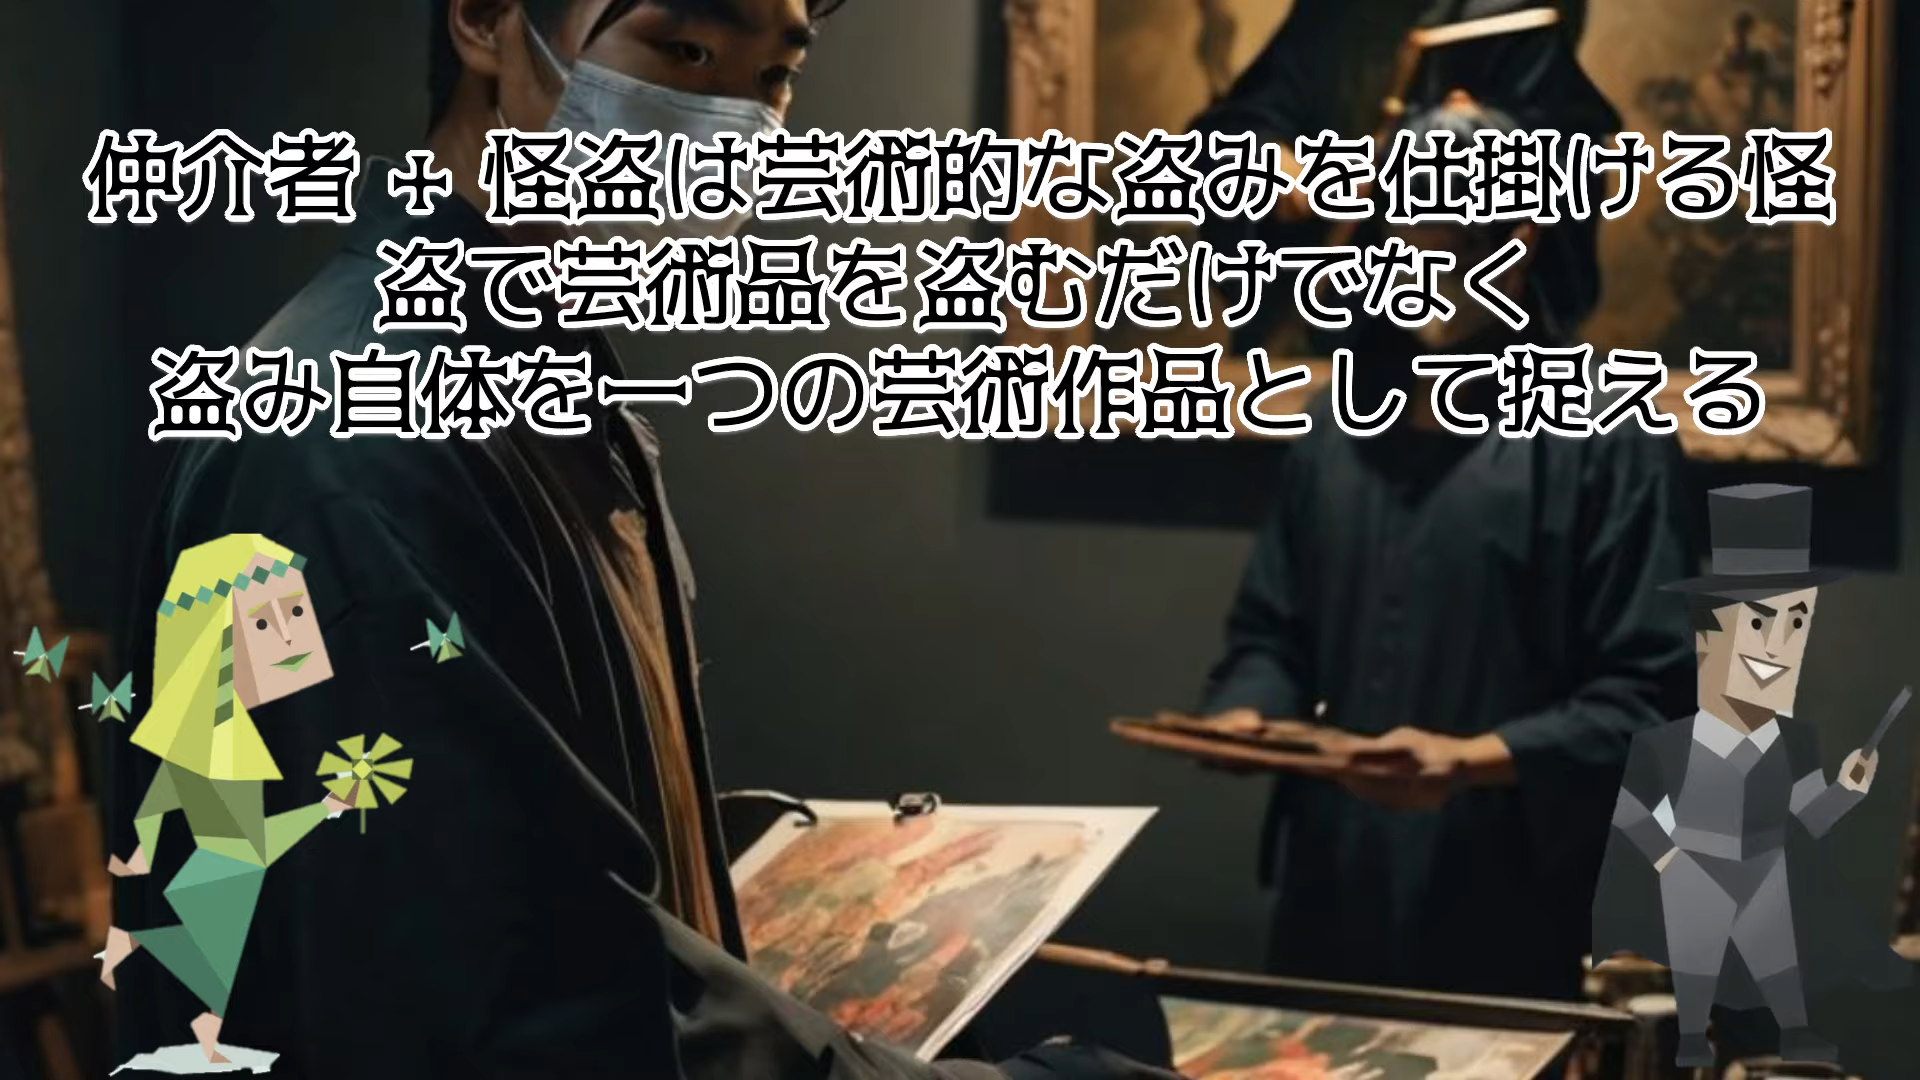 仲介者 + 怪盗は芸術的な盗みを仕掛ける怪
盗で芸術品を盗むだけでなく
盗み自体を一つの芸術作品として捉える